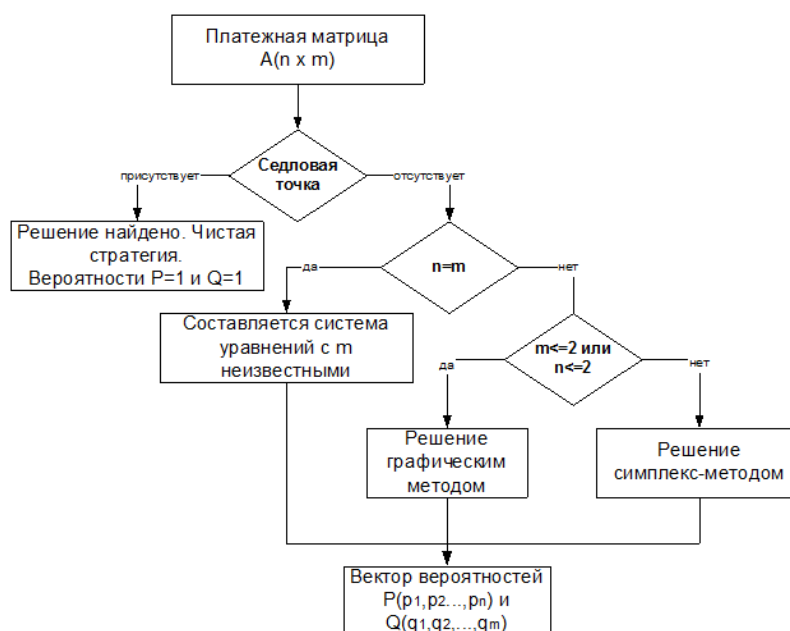 Платежная матрица
A(n x m)
Седловая
точка
присутствует
отсутствует
Решение найдено. Чистая
стратегия.
Вероятности P=1 и Q=1
n=m
да
нет
Составляется система
уравнений с m
неизвестными
m<=2 или
n<=2
да
нет
Решение
графическим
методом
Решение
симплекс-методом
Вектор вероятностей
P(p1,p2...,pn) и
Q(q1,q2,...,qm)